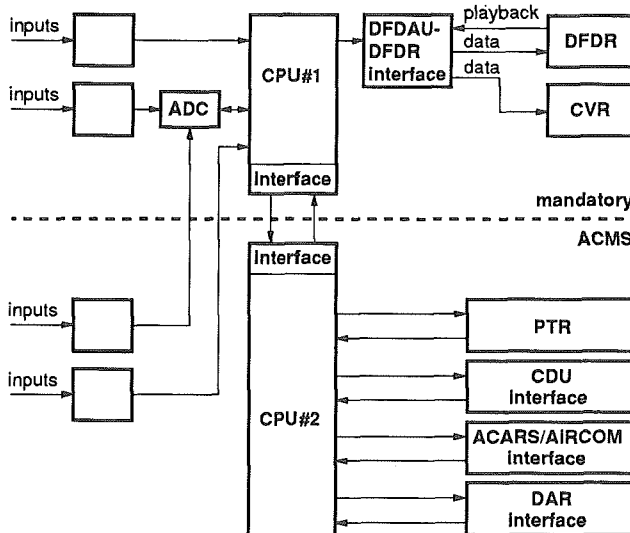 inputs
CPU#1
DFDAU-
DFDR
interface
playback
data
data
DFDR
inputs
ADC
CVR
Interface
mandatory
ACMS
Interface
inputs
PTR
inputs
CPU#2
CDU
interface
ACARS/AIRCOM
interface
DAR
interface